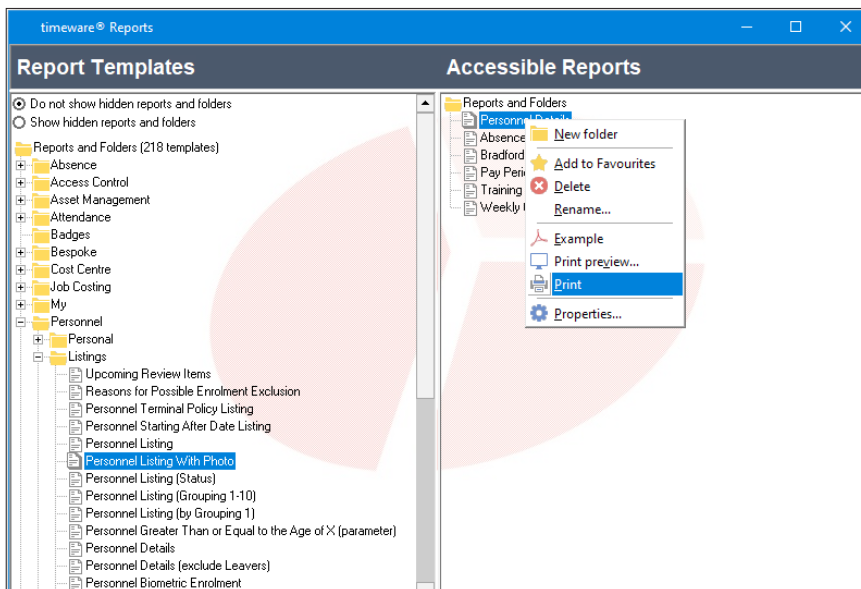 timeware® Reports
Report Templates
Accessible Reports
Do not show hidden reports and folders
Show hidden reports and folders
Reports and Folders (218 templates)
Absence
Access Control
Asset Management
Attendance
Badges
Bespoke
Cost Centre
Job Costing
My
Personnel
Personal
Listings
Upcoming Review Items
Reasons for Possible Enrolment Exclusion
Personnel Terminal Policy Listing
Personnel Starting After Date Listing
Personnel Listing
Personnel Listing With Photo
Personnel Listing (Status)
Personnel Listing (Grouping 1-10)
Personnel Listing (by Grouping 1)
Personnel Greater Than or Equal to the Age of X (parameter)
Personnel Details
Personnel Details (exclude Leavers)
Personnel Biometric Enrolment
Reports and Folders
Personnel Details
Absence
Bradford
Pay Peri
Training
Weekly
New folder
Add to Favourites
Delete
Rename...
Example
Print preview...
Print
Properties...